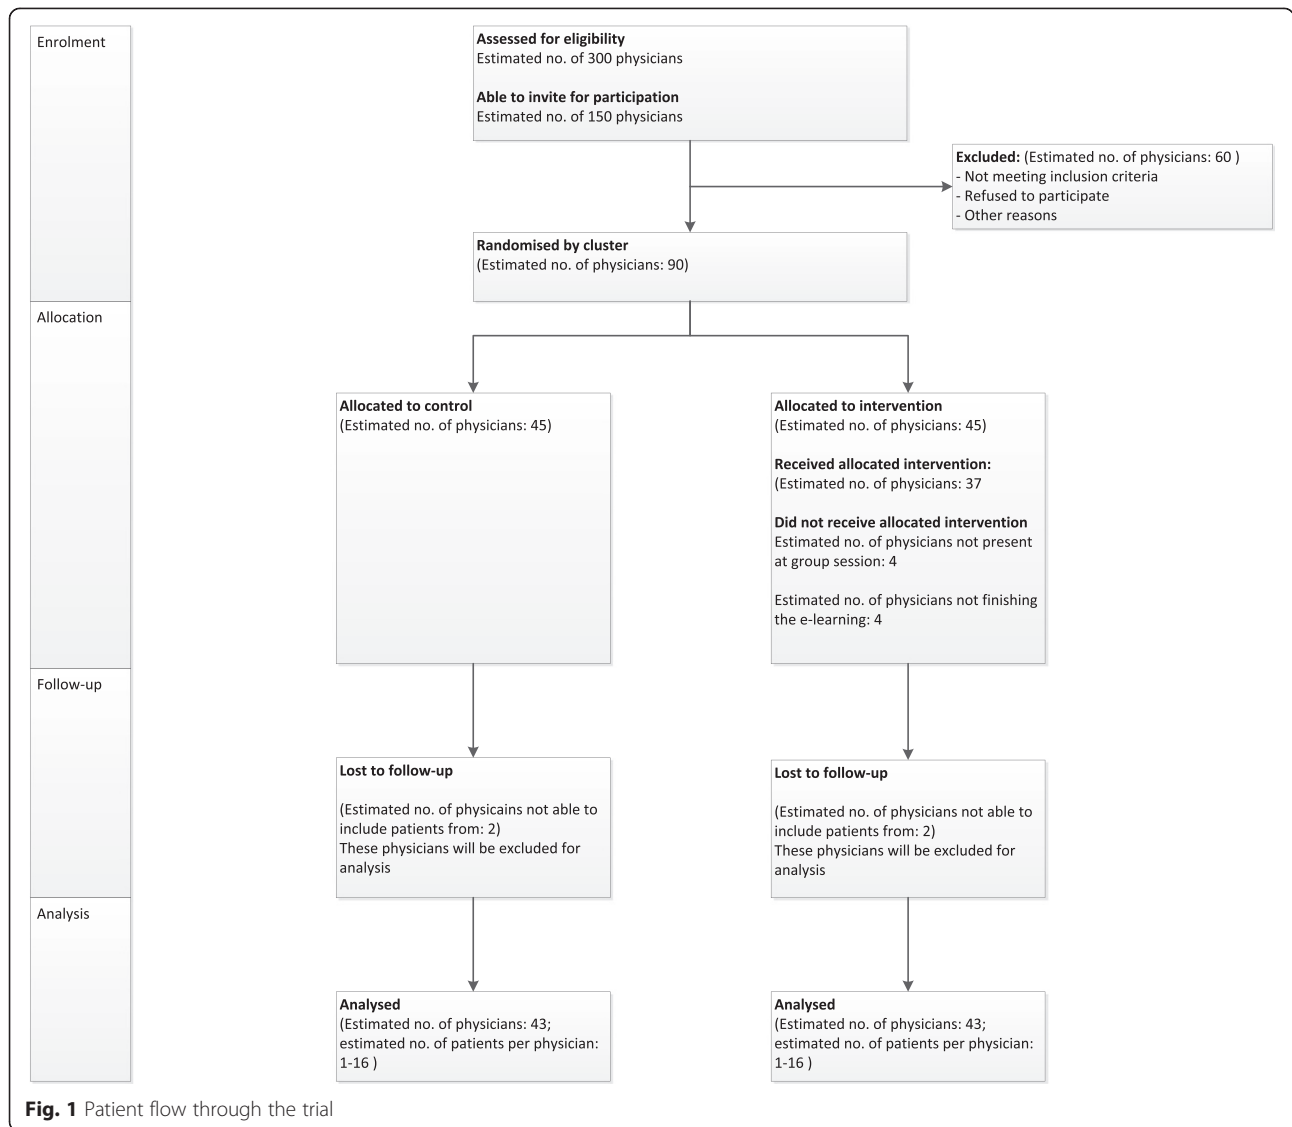 Enrolment
Assessed for eligibility
Estimated no. of 300 physicians
Able to invite for participation
Estimated no. of 150 physicians
Excluded: (Estimated no. of physicians: 60 )
- Not meeting inclusion criteria
- Refused to participate
- Other reasons
Randomised by cluster
(Estimated no. of physicians: 90)
Allocation
Allocated to control
(Estimated no. of physicians: 45)
Allocated to intervention
(Estimated no. of physicians: 45)
Received allocated intervention:
(Estimated no. of physicians: 37
Did not receive allocated intervention
Estimated no. of physicians not present
at group session: 4
Estimated no. of physicians not finishing
the e-learning: 4
Follow-up
Lost to follow-up
(Estimated no. of physicains not able to
include patients from: 2)
These physicians will be excluded for
analysis
Lost to follow-up
(Estimated no. of physicians not able to
include patients from: 2)
These physicians will be excluded for
analysis
Analysis
Analysed
(Estimated no. of physicians: 43;
estimated no. of patients per physician:
1-16 )
Analysed
(Estimated no. of physicians: 43;
estimated no. of patients per physician:
1-16 )
Fig. 1 Patient flow through the trial